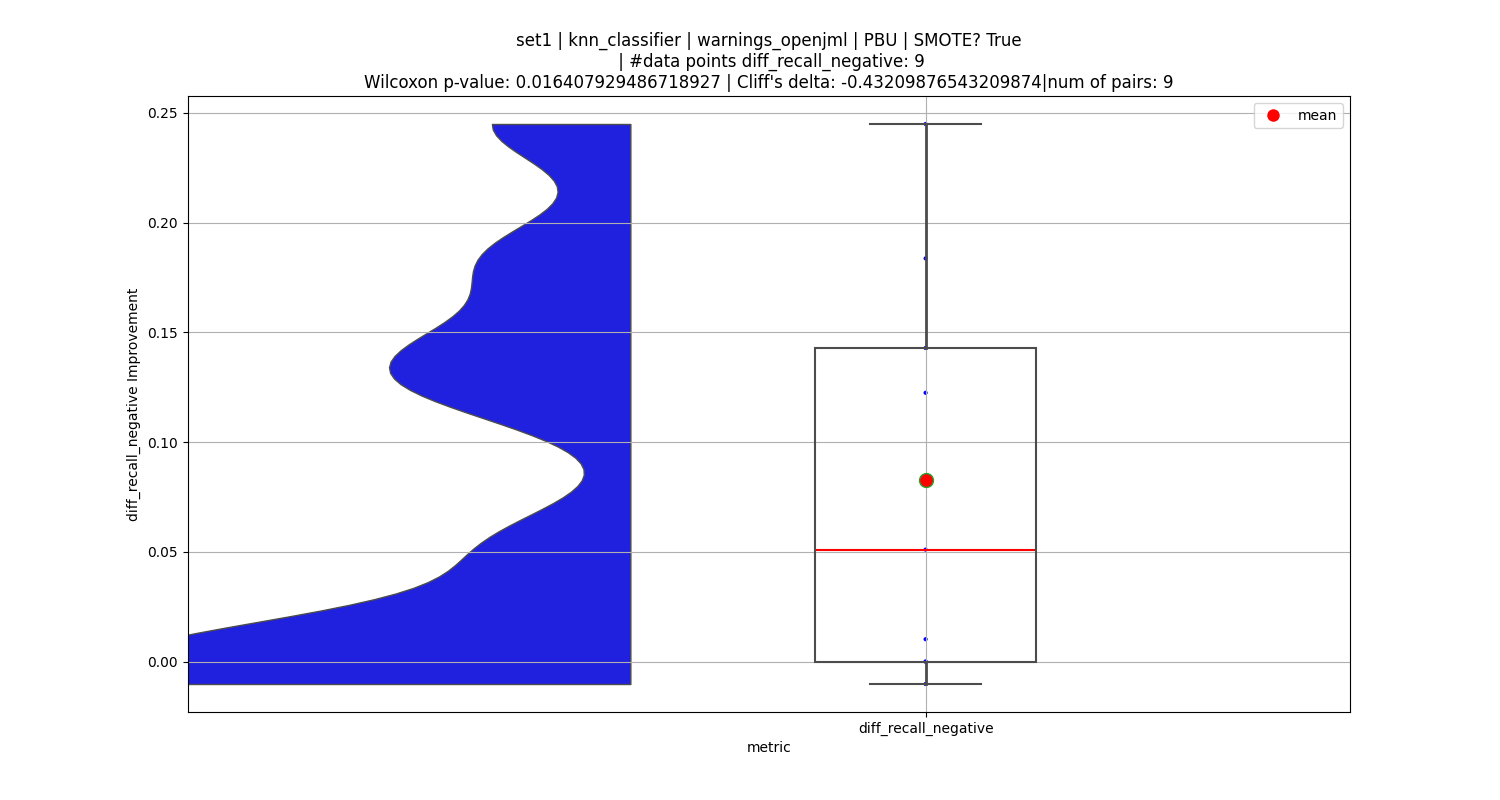 set1 | knn_classifier | warnings_openjml | PBU | SMOTE? True
| #data points diff_recall_negative: 9
Wilcoxon p-value: 0.016407929486718927 | Cliff's delta: -0.43209876543209874|num of pairs: 9
mean
0.25
0.20
0.15
0.10
0.05
0.00
diff_recall_negative Improvement
diff_recall_negative
metric